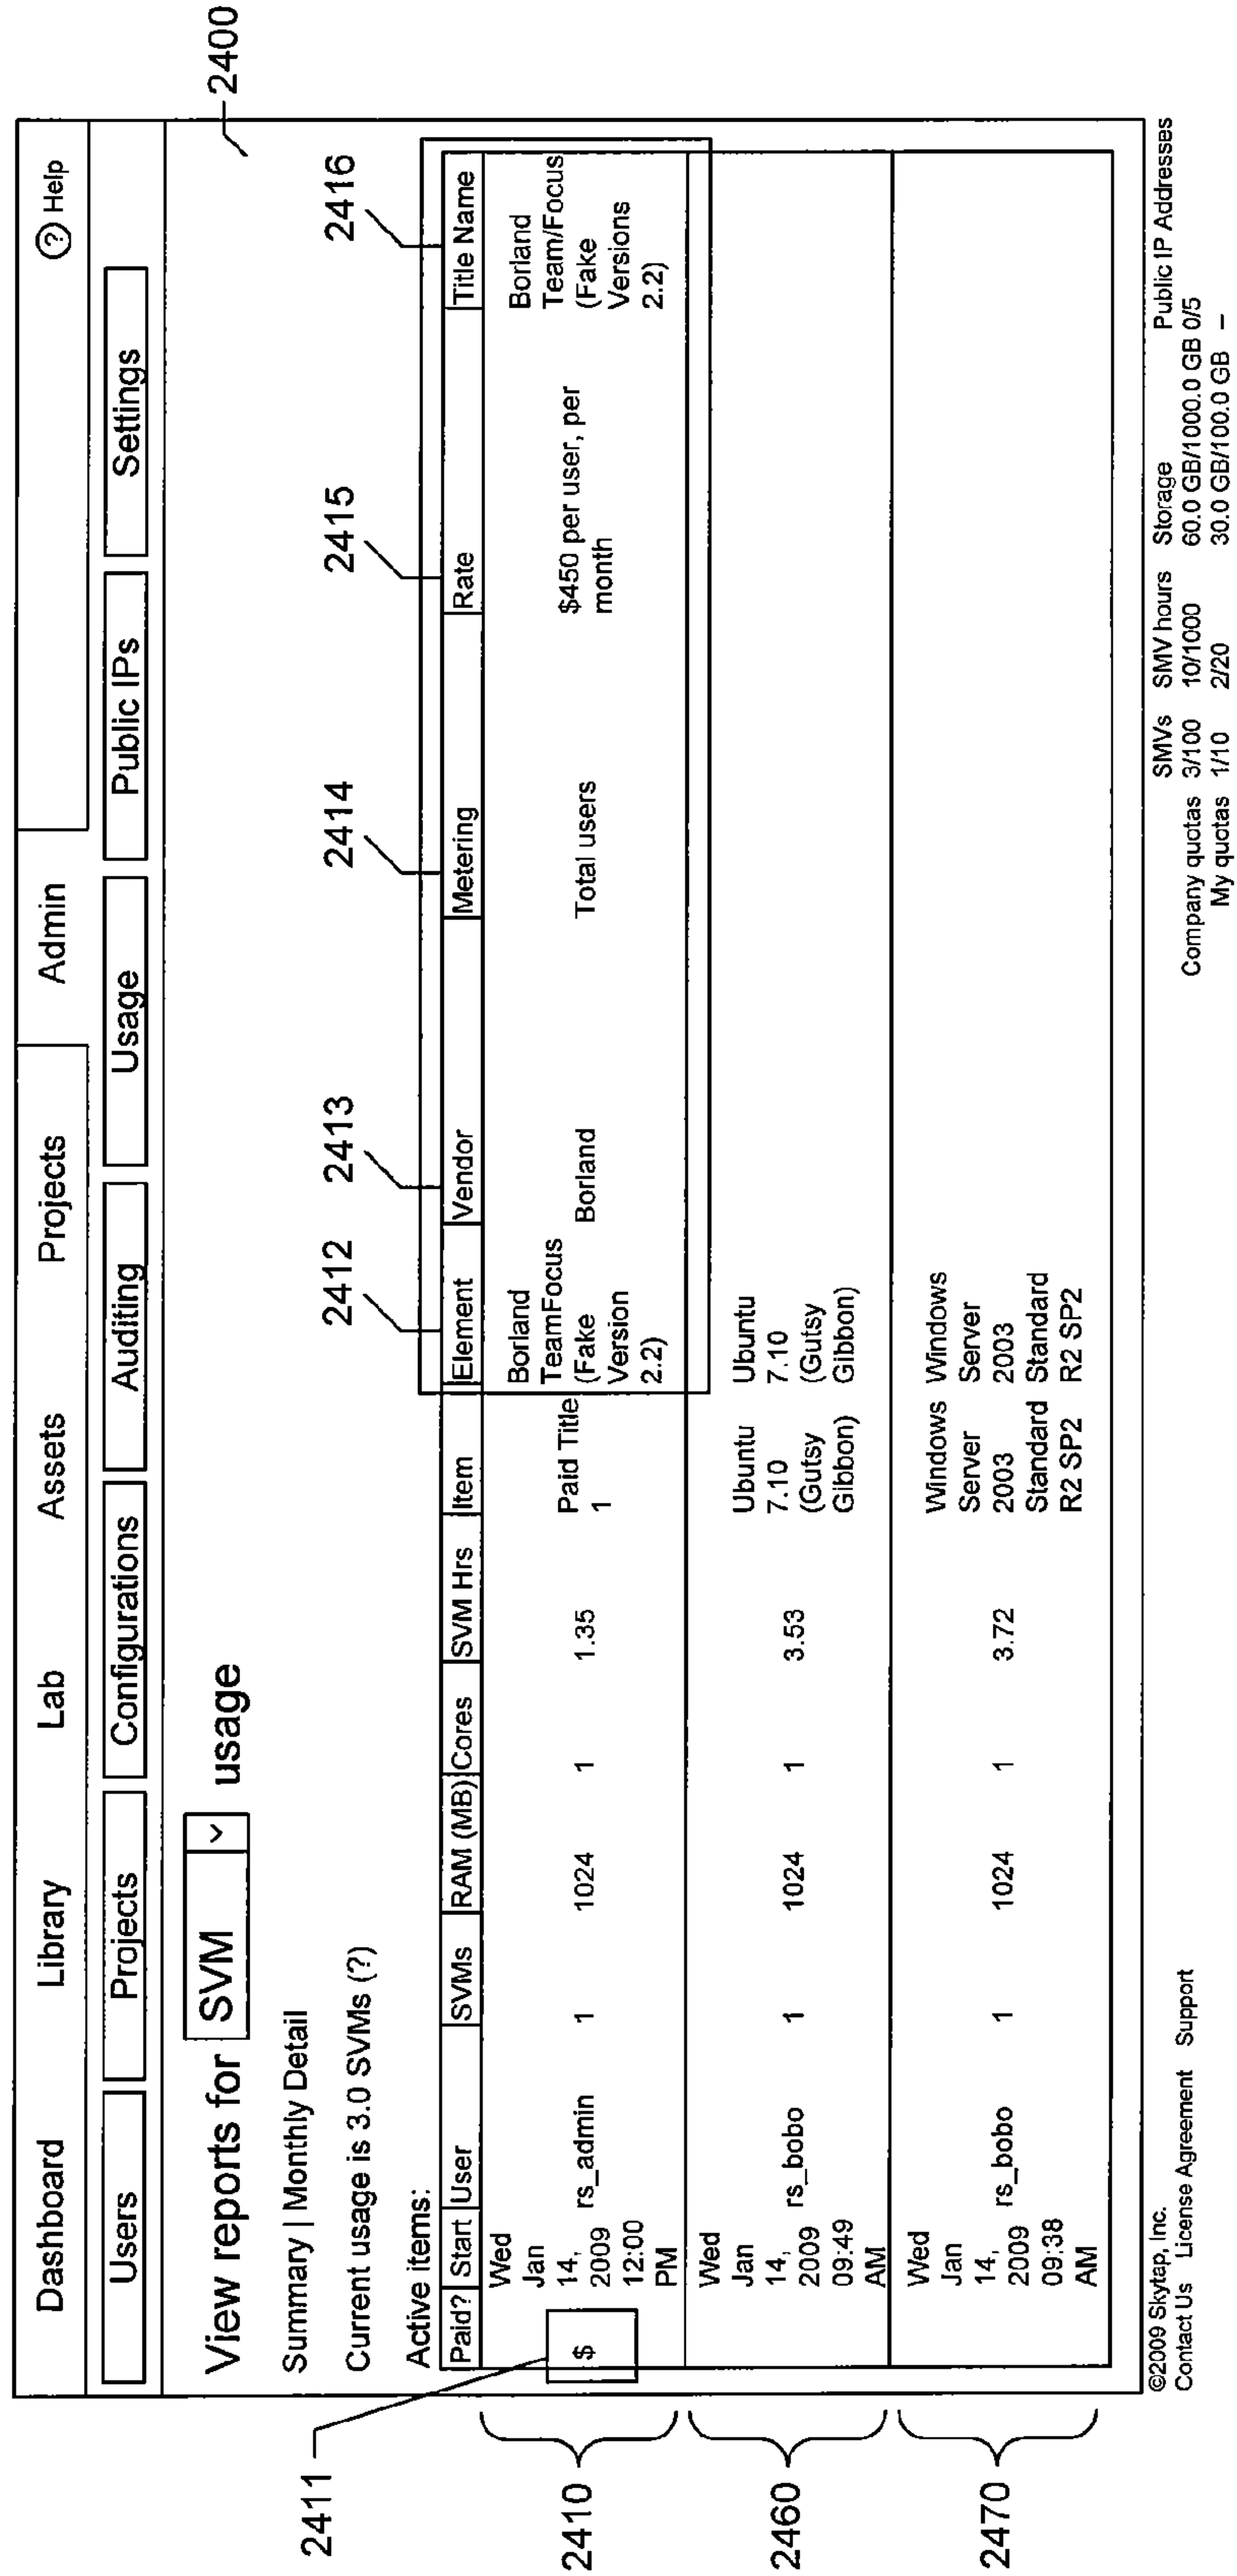 Dashboard Library Lab Assets Projects Admin ? Help
Users Projects Configurations Auditing Usage Public IPs Settings
2400
View reports for SVM usage
Summary | Monthly Detail
Current usage is 3.0 SVMs (?)
2411 2412 2413 2414 2415 2416
Active items:
Paid? Start User SVMs RAM (MB) Cores SVM Hrs Item Element Vendor Metering Rate Title Name
2410
$
Wed
Jan
14,
2009
12:00
PM
rs_admin
1
1024
1
1.35
Paid Title
1
Borland
TeamFocus
(Fake
Version
2.2)
Borland
Total users
$450 per user, per
month
Borland
Team/Focus
(Fake
Versions
2.2)
2460
Wed
Jan
14,
2009
09:49
AM
rs_bobo
1
1024
1
3.53
Ubuntu
7.10
(Gutsy
Gibbon)
Ubuntu
7.10
(Gutsy
Gibbon)
2470
Wed
Jan
14,
2009
09:38
AM
rs_bobo
1
1024
1
3.72
Windows
Server
2003
Standard
R2 SP2
Windows
Server
2003
Standard
R2 SP2
©2009 Skytap, Inc.
Contact Us License Agreement Support
SMVs SMV hours Storage Public IP Addresses
Company quotas 3/100 10/1000 60.0 GB/1000.0 GB 0/5
My quotas 1/10 2/20 30.0 GB/100.0 GB –